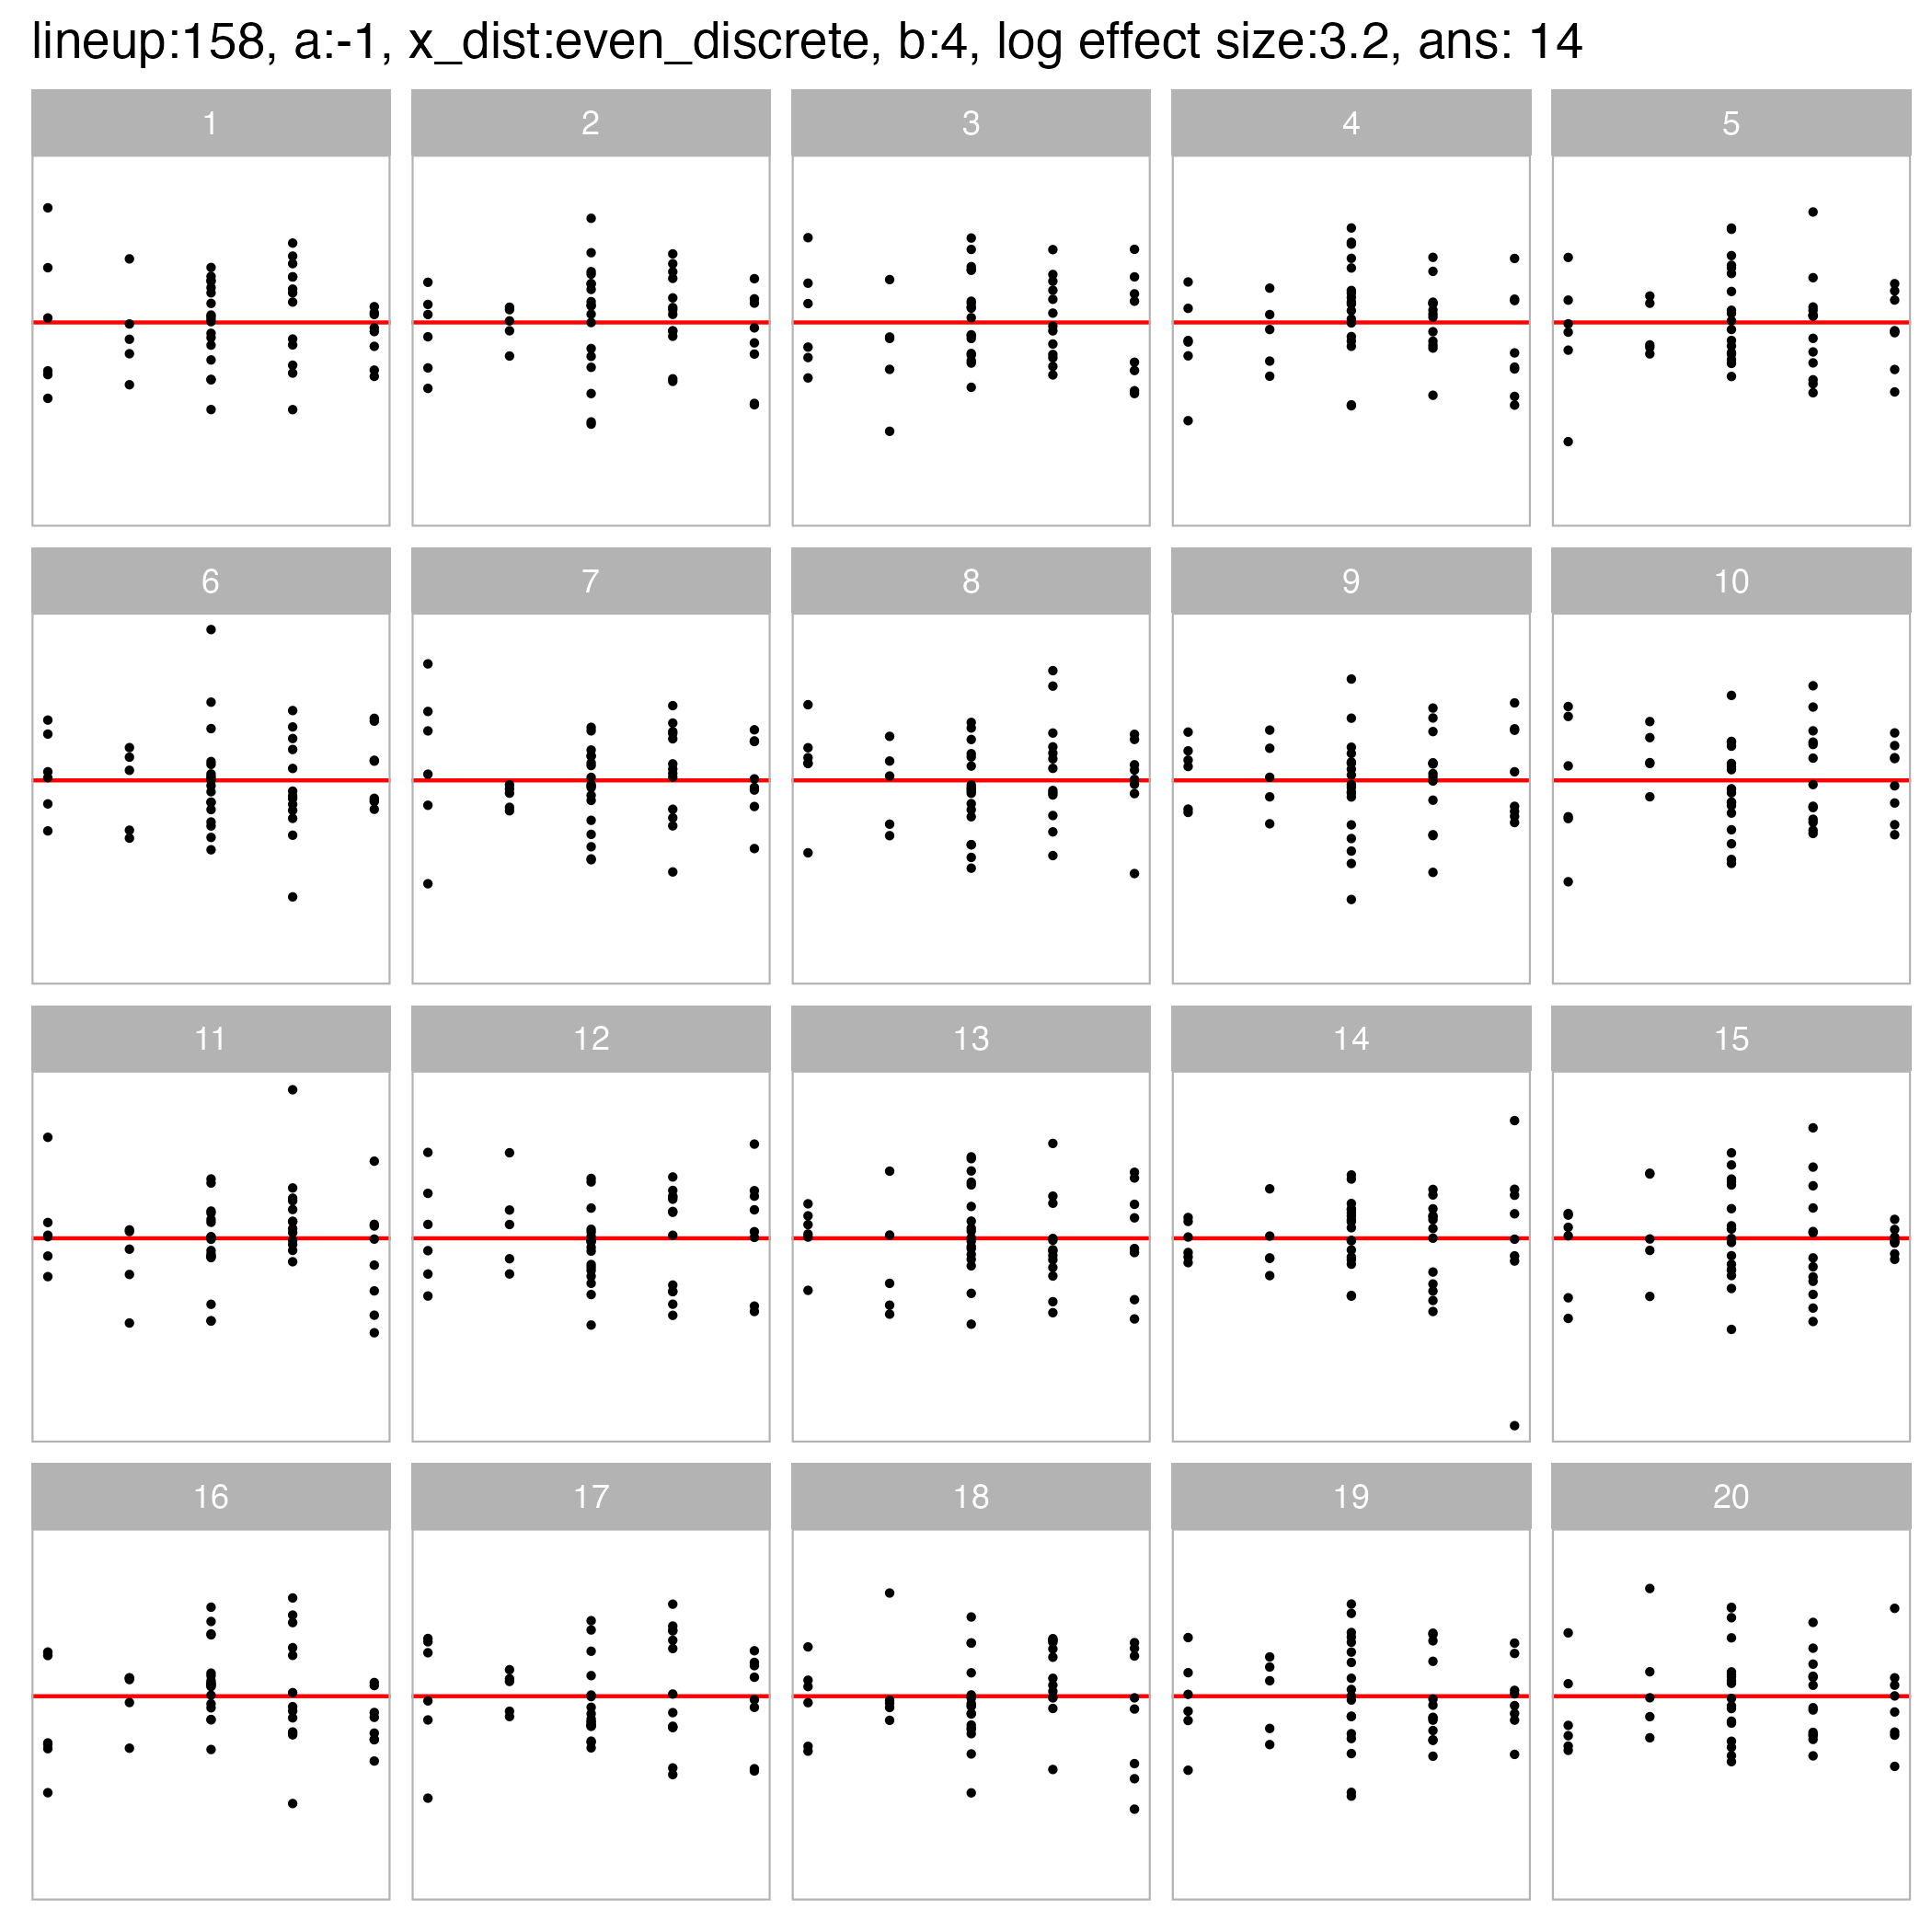 lineup:158, a:-1, x_dist:even_discrete, b:4, log effect size:3.2, ans: 14
1 2 3 4 5
6 7 8 9 10
11 12 13 14 15
16 17 18 19 20